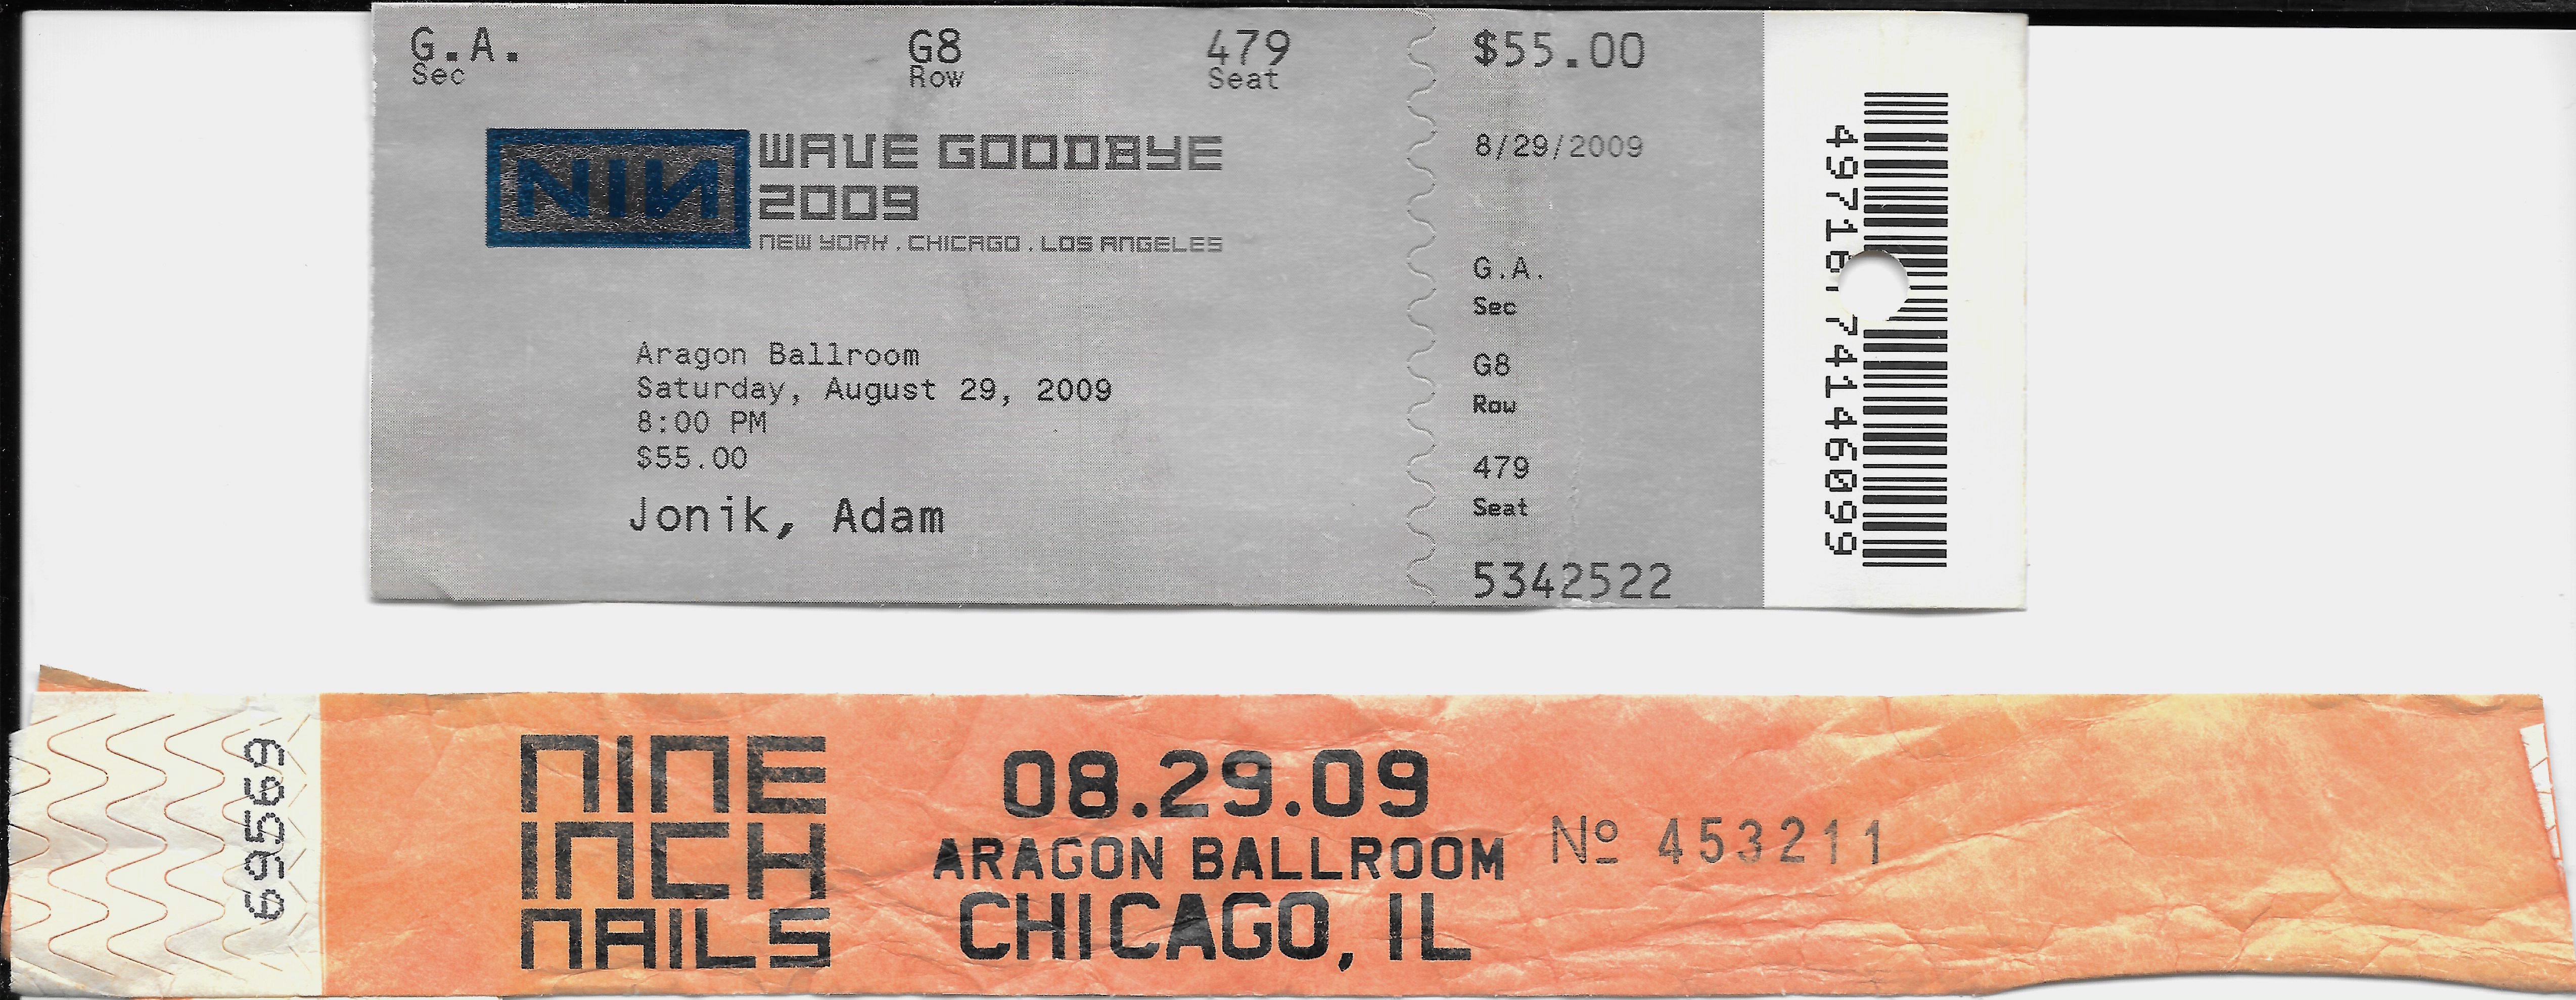 G.A.
Sec
G8
Row
479
Seat
NIN
WAVE GOODBYE
2009
NEW YORK . CHICAGO . LOS ANGELES
Aragon Ballroom
Saturday, August 29, 2009
8:00 PM
$55.00
Jonik, Adam
$55.00
8/29/2009
G.A.
Sec
G8
Row
479
Seat
5342522
69569
NINE
INCH
NAILS
08.29.09
ARAGON BALLROOM
CHICAGO, IL
Nº 453211